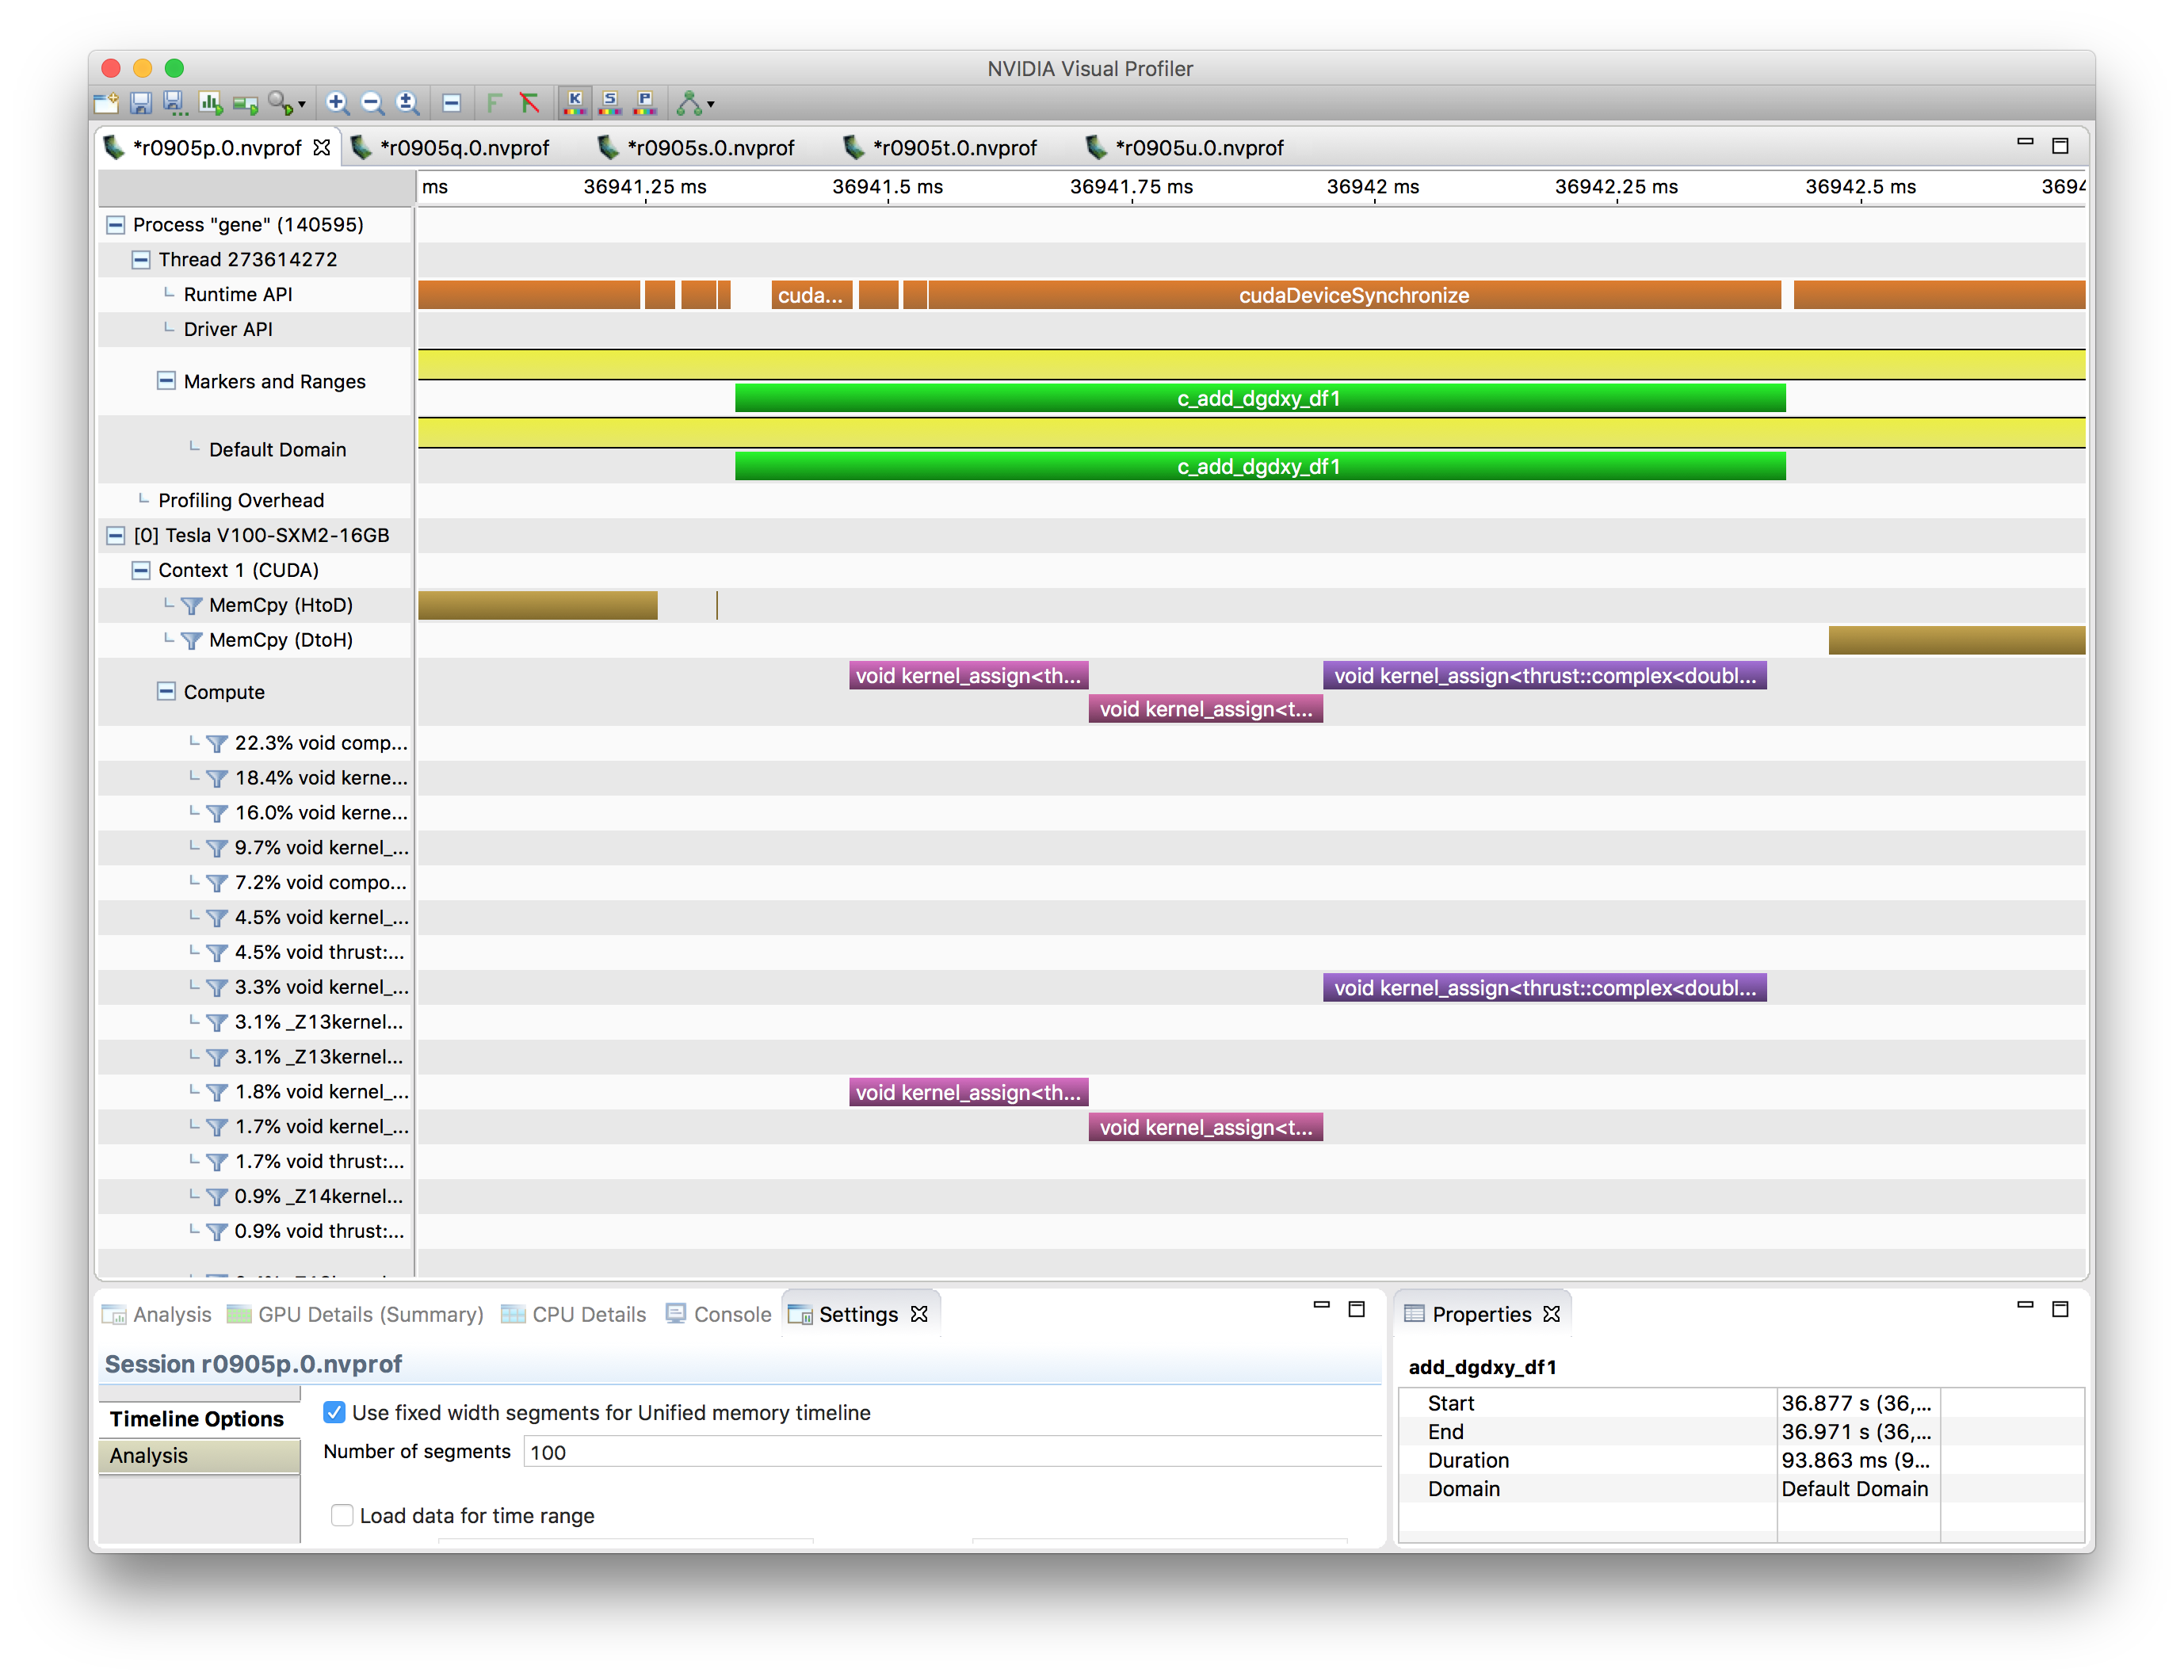 NVIDIA Visual Profiler
*r0905p.0.nvprof *r0905q.0.nvprof *r0905s.0.nvprof *r0905t.0.nvprof *r0905u.0.nvprof
ms 36941.25 ms 36941.5 ms 36941.75 ms 36942 ms 36942.25 ms 36942.5 ms 3694
Process "gene" (140595)
Thread 273614272
Runtime API cuda... cudaDeviceSynchronize
Driver API
Markers and Ranges
c_add_dgdxy_df1
Default Domain
c_add_dgdxy_df1
Profiling Overhead
[0] Tesla V100-SXM2-16GB
Context 1 (CUDA)
MemCpy (HtoD)
MemCpy (DtoH)
void kernel_assign<th... void kernel_assign<thrust::complex<doubl...
Compute
void kernel_assign<t...
22.3% void comp...
18.4% void kerne...
16.0% void kerne...
9.7% void kernel_...
7.2% void compo...
4.5% void kernel_...
4.5% void thrust:...
3.3% void kernel_... void kernel_assign<thrust::complex<doubl...
3.1% _Z13kernel...
3.1% _Z13kernel...
1.8% void kernel_... void kernel_assign<th...
1.7% void kernel_... void kernel_assign<t...
1.7% void thrust:...
0.9% _Z14kernel...
0.9% void thrust:...
Analysis GPU Details (Summary) CPU Details Console Settings
Session r0905p.0.nvprof
Timeline Options
Analysis
Use fixed width segments for Unified memory timeline
Number of segments 100
Load data for time range
Properties
add_dgdxy_df1
Start 36.877 s (36,...
End 36.971 s (36,...
Duration 93.863 ms (9...
Domain Default Domain